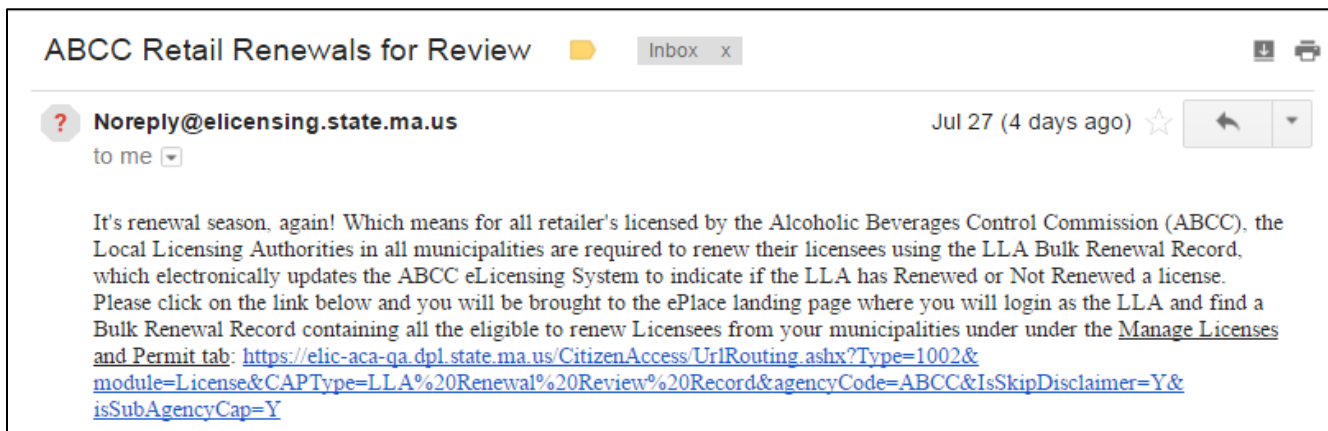 ABCC Retail Renewals for Review
Inbox x
? Noreply@elicensing.state.ma.us
Jul 27 (4 days ago)
to me
It's renewal season, again! Which means for all retailer's licensed by the Alcoholic Beverages Control Commission (ABCC), the
Local Licensing Authorities in all municipalities are required to renew their licensees using the LLA Bulk Renewal Record,
which electronically updates the ABCC eLicensing System to indicate if the LLA has Renewed or Not Renewed a license.
Please click on the link below and you will be brought to the ePlace landing page where you will login as the LLA and find a
Bulk Renewal Record containing all the eligible to renew Licensees from your municipalities under under the Manage Licenses
and Permit tab: https://elic-aca-qa.dpl.state.ma.us/CitizenAccess/UrlRouting.ashx?Type=1002&
module=License&CAPType=LLA%20Renewal%20Review%20Record&agencyCode=ABCC&IsSkipDisclaimer=Y&
isSubAgencyCap=Y